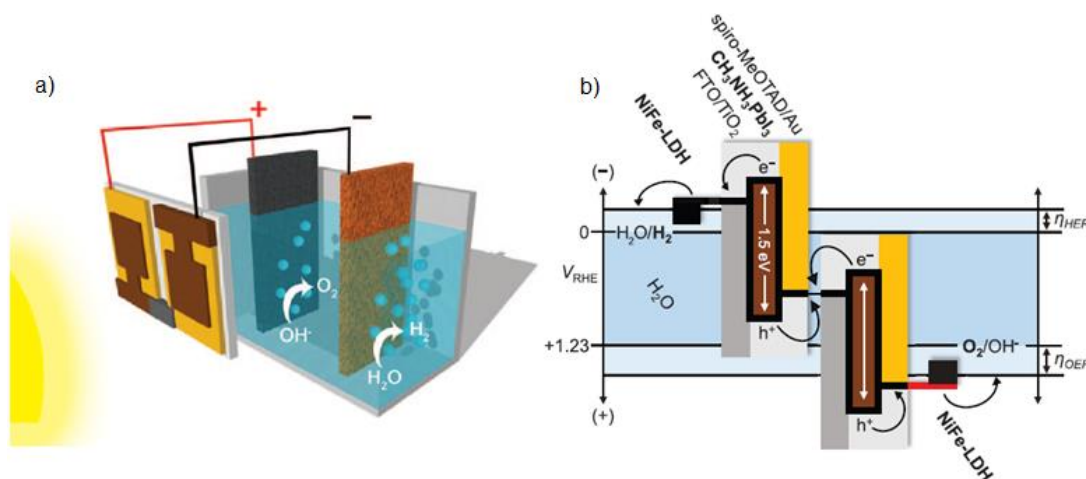 a)
+
−
O₂
OH⁻
H₂
H₂O
b)
spiro-MeOTAD/Au
CH₃NH₃PbI₃
FTO/TiO₂
NiFe-LDH
(−)
e⁻
ηHER
H₂O/H₂
0
1.5 eV
e⁻
VRHE
H₂O
h⁺
+1.23
O₂/OH⁻
ηOER
(+)
h⁺
NiFe-LDH